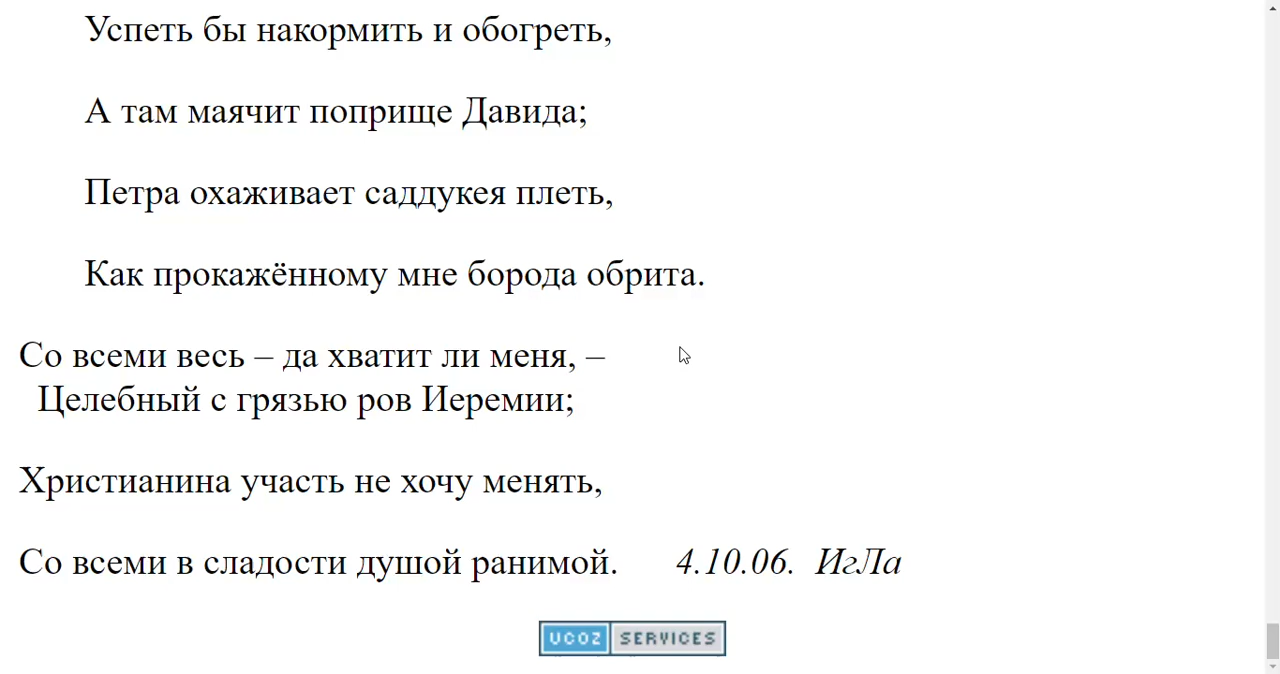 Успеть бы накормить и обогреть,
А там маячит поприще Давида;
Петра охаживает саддукея плеть,
Как прокажённому мне борода обрита.
Со всеми весь – да хватит ли меня, –
Целебный с грязью ров Иеремии;
Христианина участь не хочу менять,
Со всеми в сладости душой ранимой. 4.10.06. ИгЛа
UCOZ SERVICES